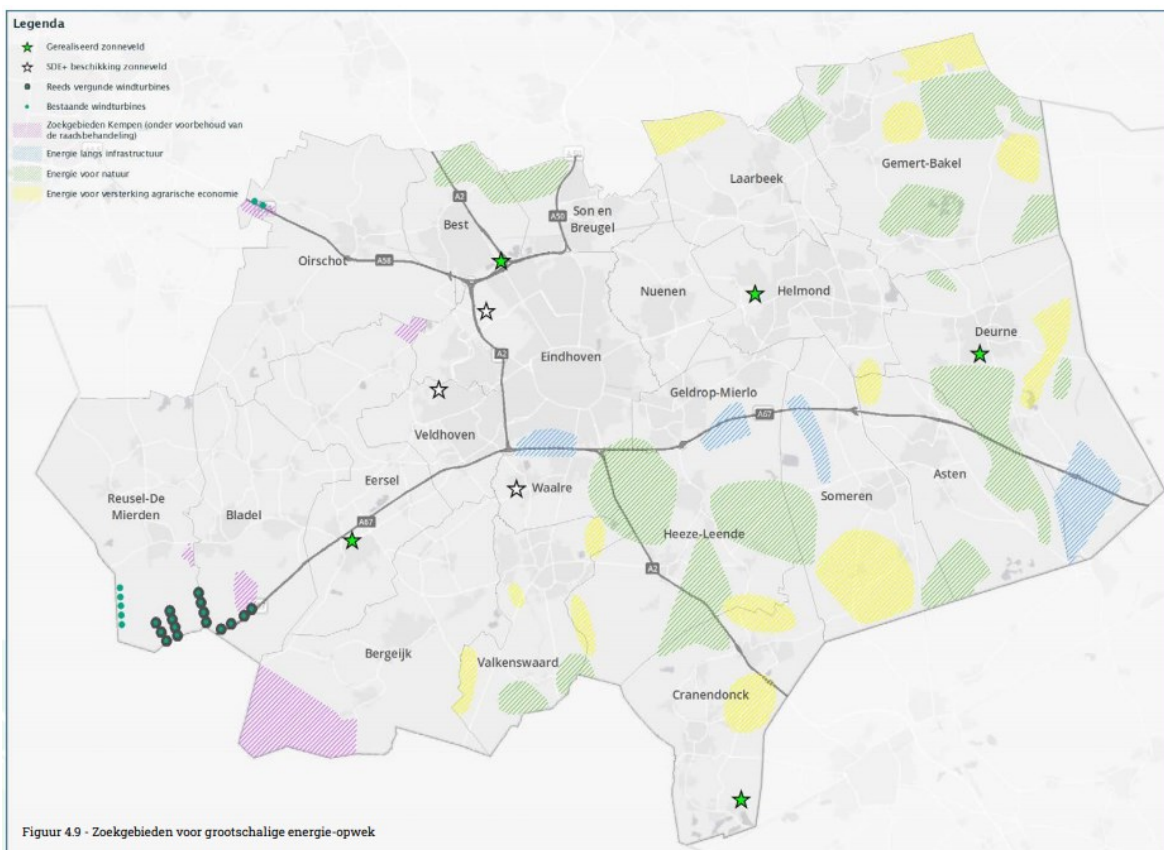 Legenda
Gerealiseerd zonneveld
SDE+ beschikking zonneveld
Reeds vergunde windturbines
Bestaande windturbines
Zoekgebieden Kempen (onder voorbehoud van
de raadsbehandeling)
Energie langs infrastructuur
Energie voor natuur
Energie voor versterking agrarische economie
Gemert-Bakel
Laarbeek
A2
A50
Son en
Breugel
Best
Oirschot
A58
Nuenen
Helmond
Deurne
A2
Eindhoven
Geldrop-Mierlo
A67
Veldhoven
Eersel
Waalre
Asten
Someren
Reusel-De
Mierden
Bladel
A67
Heeze-Leende
A2
Bergeijk
Valkenswaard
Cranendonck
Figuur 4.9 - Zoekgebieden voor grootschalige energie-opwek